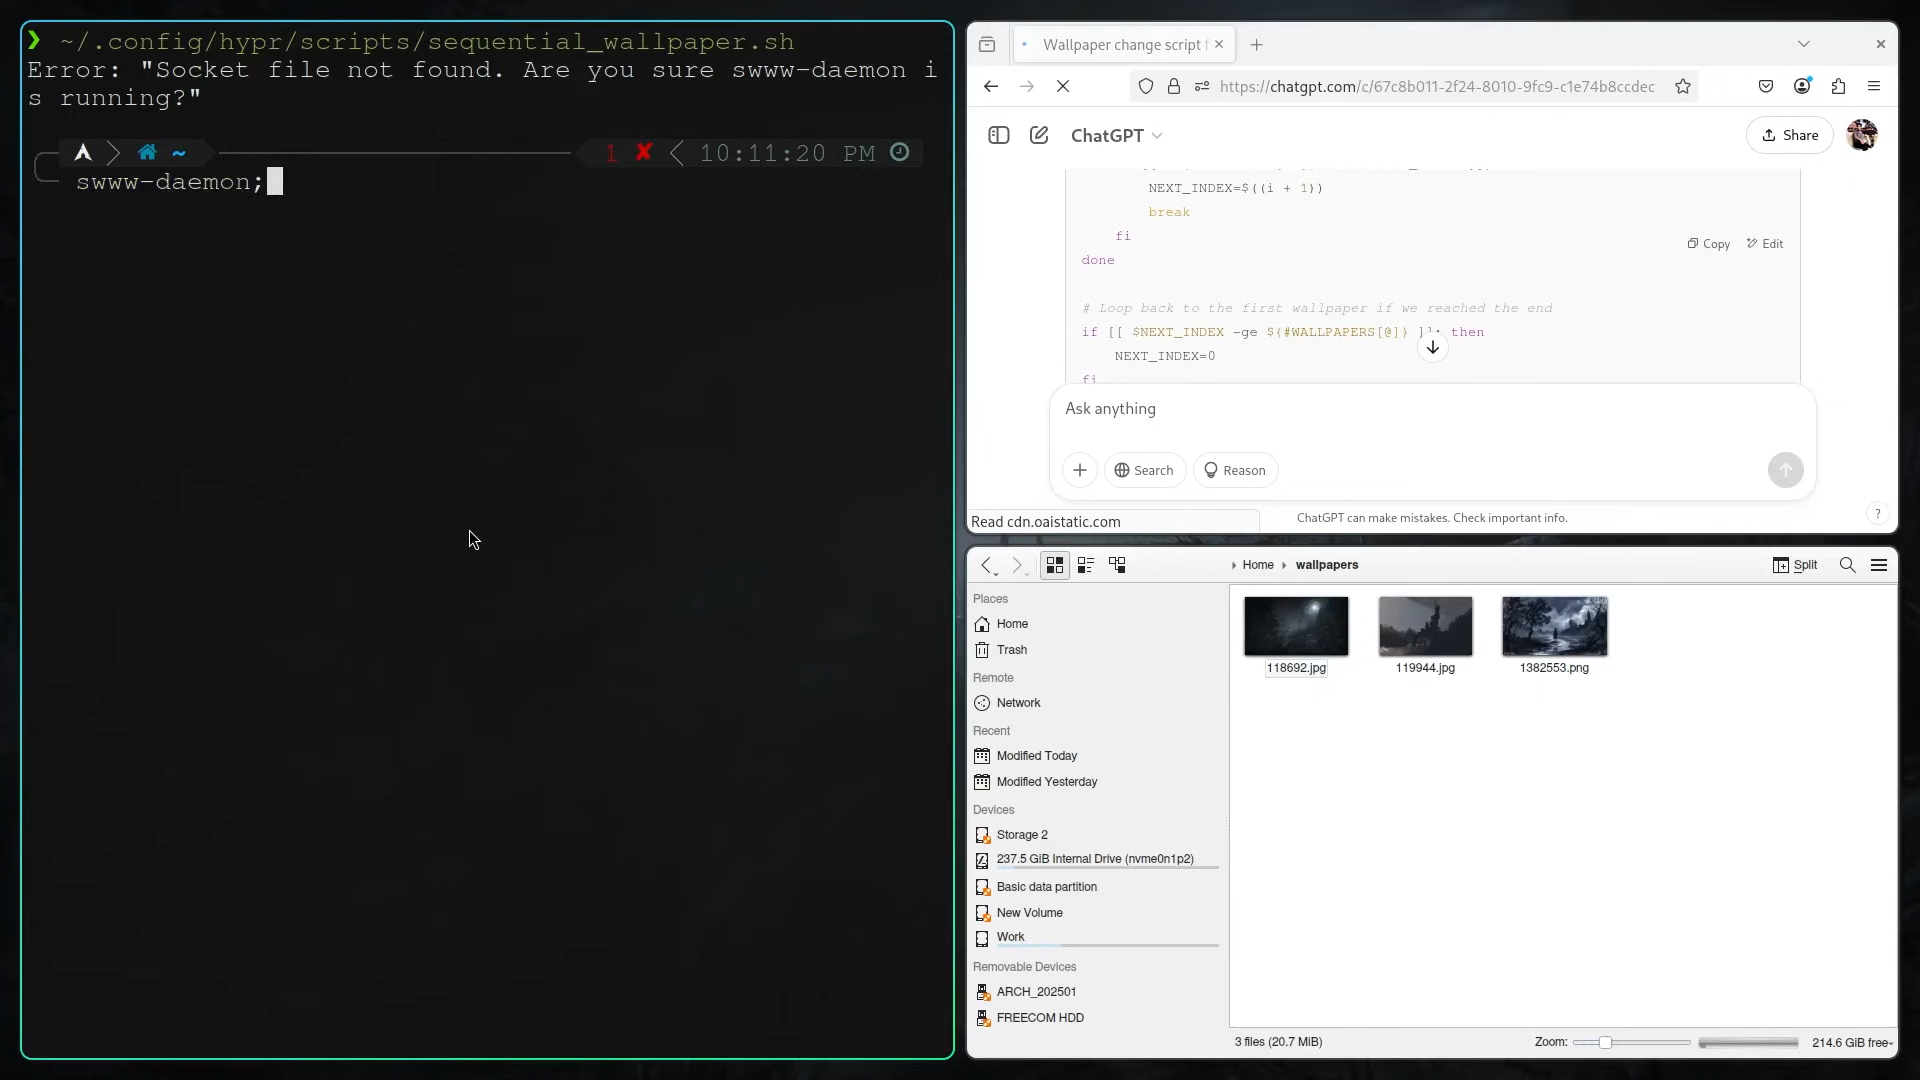 ❯ ~/.config/hypr/scripts/sequential_wallpaper.sh
Error: "Socket file not found. Are you sure swww-daemon i
s running?"
~ 1 ✘ 10:11:20 PM
swww-daemon;
Wallpaper change script f
https://chatgpt.com/c/67c8b011-2f24-8010-9fc9-c1e74b8ccdec
ChatGPT
Share
NEXT_INDEX=$((i + 1))
break
fi
Copy Edit
done
# Loop back to the first wallpaper if we reached the end
if [[ $NEXT_INDEX -ge ${#WALLPAPERS[@]} ]]; then
NEXT_INDEX=0
fi
Ask anything
Search Reason
Read cdn.oaistatic.com
ChatGPT can make mistakes. Check important info.
?
Home wallpapers
Split
Places
Home
Trash
Remote
Network
Recent
Modified Today
Modified Yesterday
Devices
Storage 2
237.5 GiB Internal Drive (nvme0n1p2)
Basic data partition
New Volume
Work
Removable Devices
ARCH_202501
FREECOM HDD
118692.jpg
119944.jpg
1382553.png
3 files (20.7 MiB)
Zoom:
214.6 GiB free